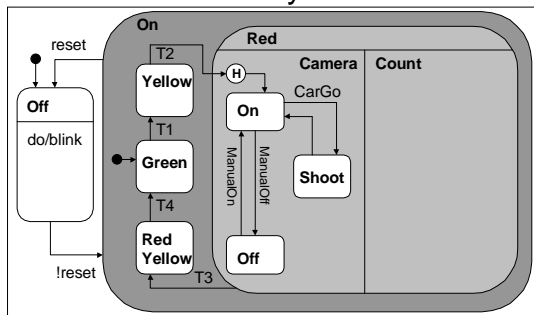 On
reset
T2
Red
H
Camera
Count
Yellow
CarGo
Off
On
do/blink
T1
Green
ManualOn
ManualOff
Shoot
T4
Red
Yellow
Off
!reset
T3